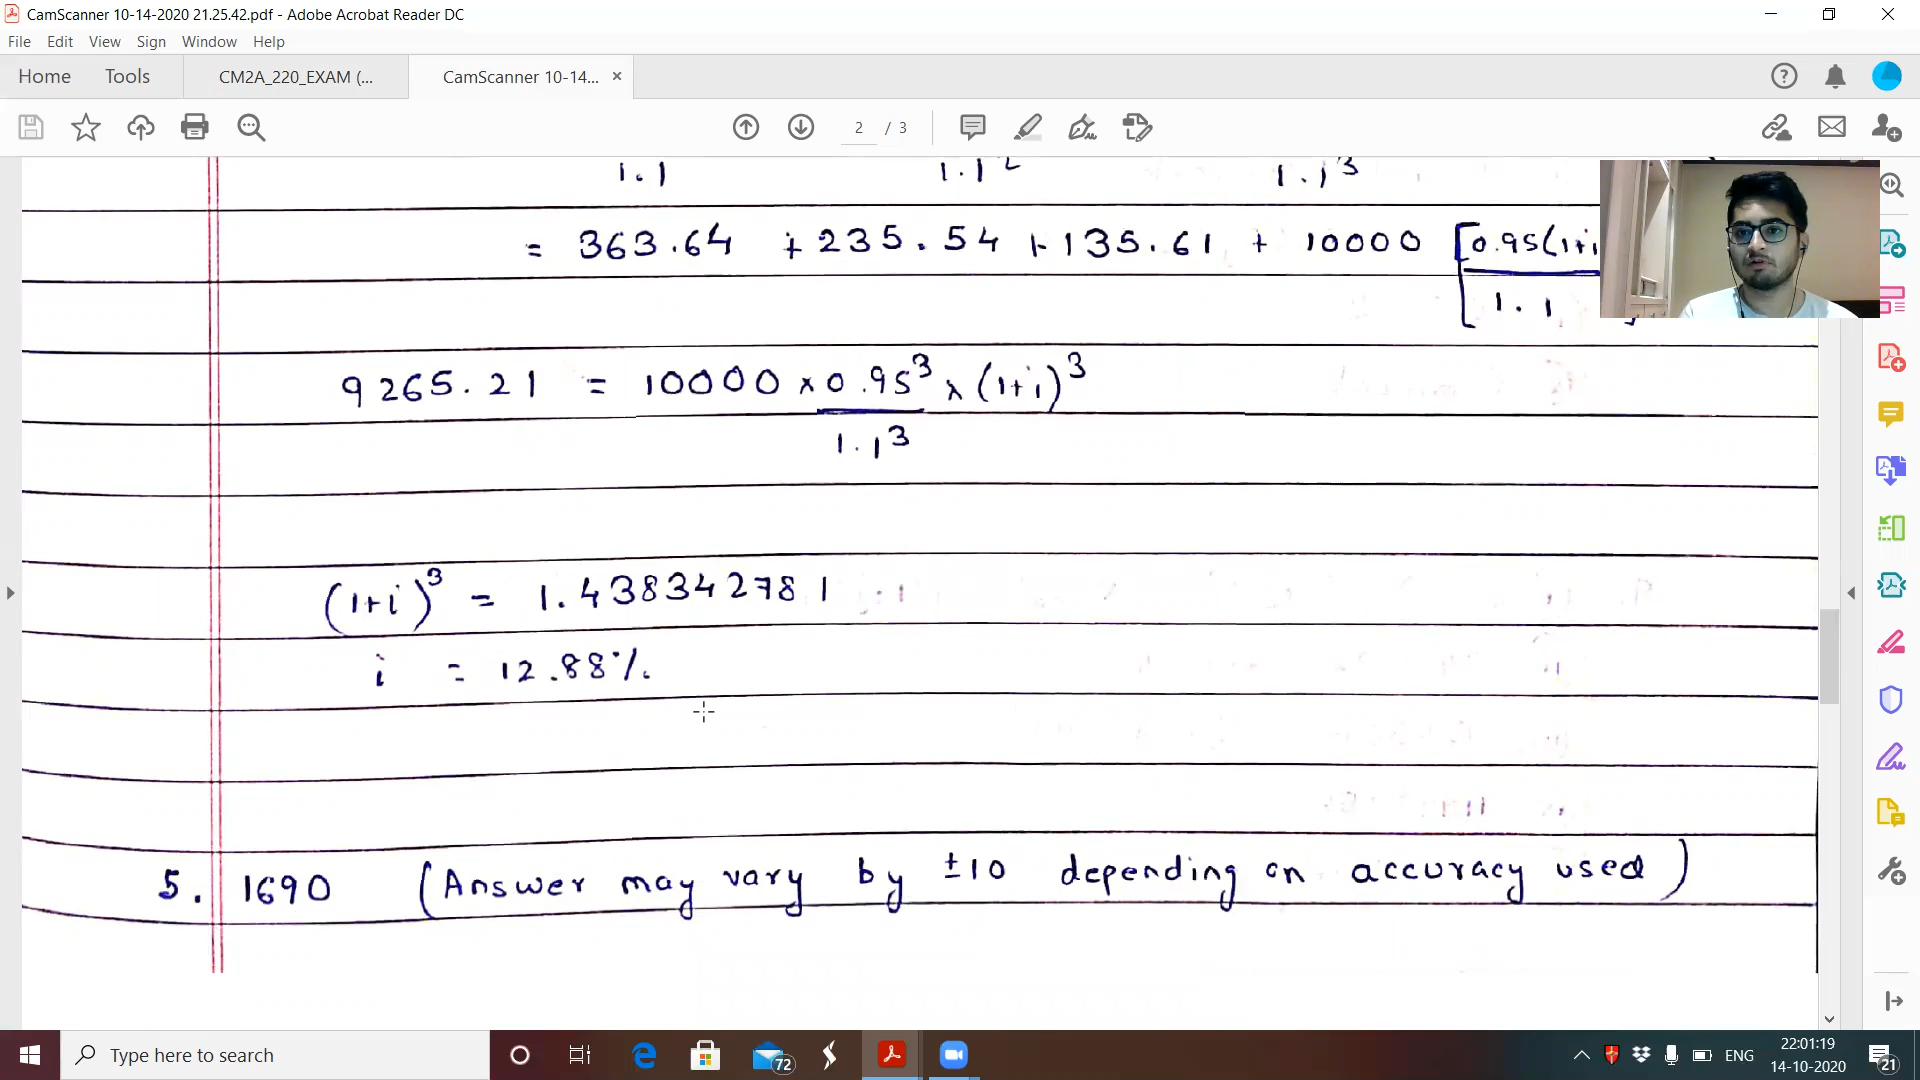 CamScanner 10-14-2020 21.25.42.pdf - Adobe Acrobat Reader DC
File Edit View Sign Window Help
Home Tools CM2A_220_EXAM (... CamScanner 10-14... ×
2 / 3
1.1 1.1² 1.1³
= 363.64 + 235.54 + 135.61 + 10000 [0.95(1+i
1.1
9265.21 = 10000 × 0.95³ × (1+i)³
1.1³
(1+i)³ = 1.438342781
i = 12.88%
5. 1690 (Answer may vary by ±10 depending on accuracy used)
Type here to search 72 ENG 22:01:19
14-10-2020 21